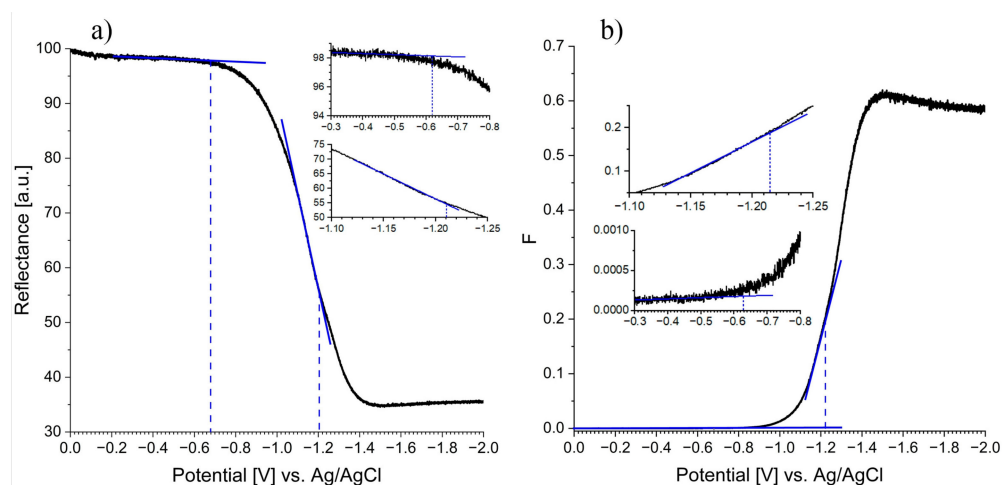 a)
100
90
80
70
60
50
40
30
Reflectance [a.u.]
0.0 −0.2 −0.4 −0.6 −0.8 −1.0 −1.2 −1.4 −1.6 −1.8 −2.0
Potential [V] vs. Ag/AgCl
98
96
94
−0.3 −0.4 −0.5 −0.6 −0.7 −0.8
75
70
65
60
55
50
−1.10 −1.15 −1.20 −1.25
b)
F
0.7
0.6
0.5
0.4
0.3
0.2
0.1
0.0
0.0 −0.2 −0.4 −0.6 −0.8 −1.0 −1.2 −1.4 −1.6 −1.8 −2.0
Potential [V] vs. Ag/AgCl
0.2
0.1
−1.10 −1.15 −1.20 −1.25
0.0010
0.0005
0.0000
−0.3 −0.4 −0.5 −0.6 −0.7 −0.8
F